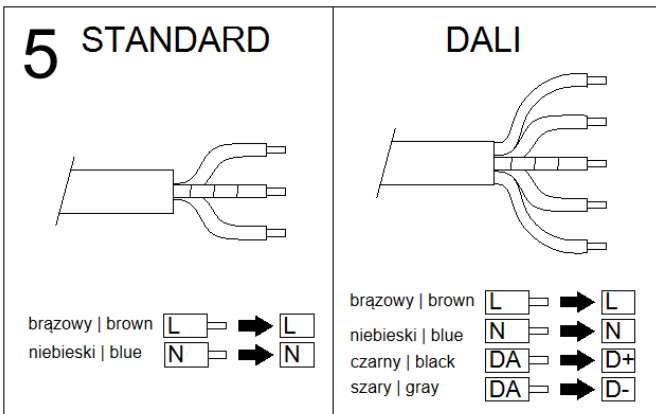 5 STANDARD
brązowy | brown L L
niebieski | blue N N
DALI
brązowy | brown L L
niebieski | blue N N
czarny | black DA D+
szary | gray DA D-